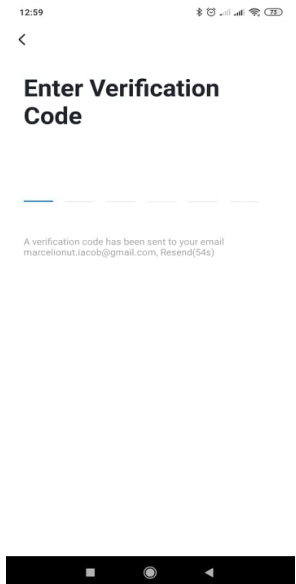 12:59
73
Enter Verification
Code
A verification code has been sent to your email
marcelionut.iacob@gmail.com, Resend(54s)